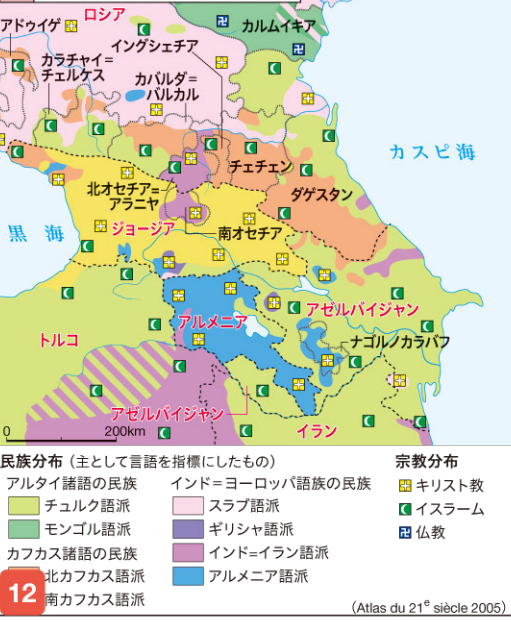 ロシア
アドゥイゲ
カルムイキア
イングシェチア
カラチャイ=
チェルケス
カバルダ=
バルカル
カスピ海
チェチェン
ダゲスタン
北オセチア=
アラニヤ
黒海
ジョージア
南オセチア
アゼルバイジャン
アルメニア
トルコ
ナゴルノカラバフ
アゼルバイジャン
イラン
0 200km
民族分布(主として言語を指標にしたもの)
宗教分布
アルタイ諸語の民族
チュルク語派
モンゴル語派
カフカス諸語の民族
北カフカス語派
南カフカス語派
インド=ヨーロッパ語族の民族
スラブ語派
ギリシャ語派
インド=イラン語派
アルメニア語派
キリスト教
イスラーム
仏教
12
(Atlas du 21e siècle 2005)